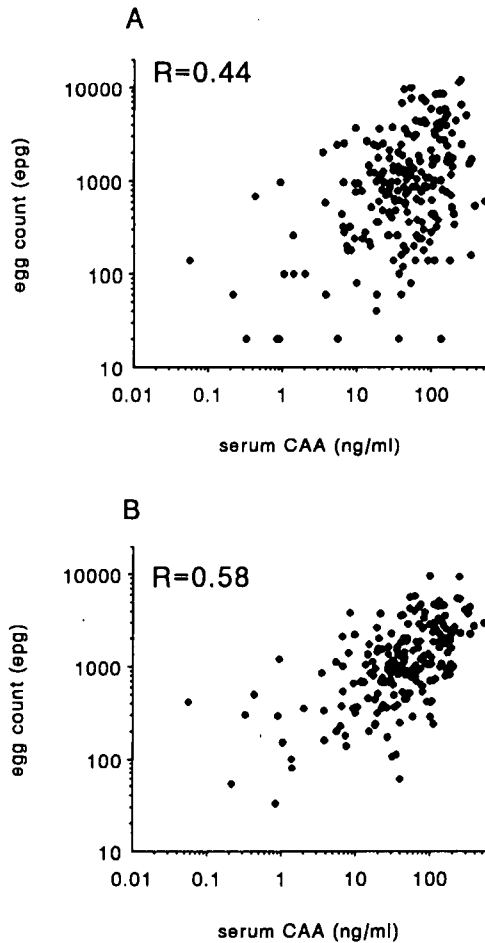 A
R=0.44
10000
1000
100
10
egg count (epg)
0.01 0.1 1 10 100
serum CAA (ng/ml)
B
R=0.58
10000
1000
100
10
egg count (epg)
0.01 0.1 1 10 100
serum CAA (ng/ml)